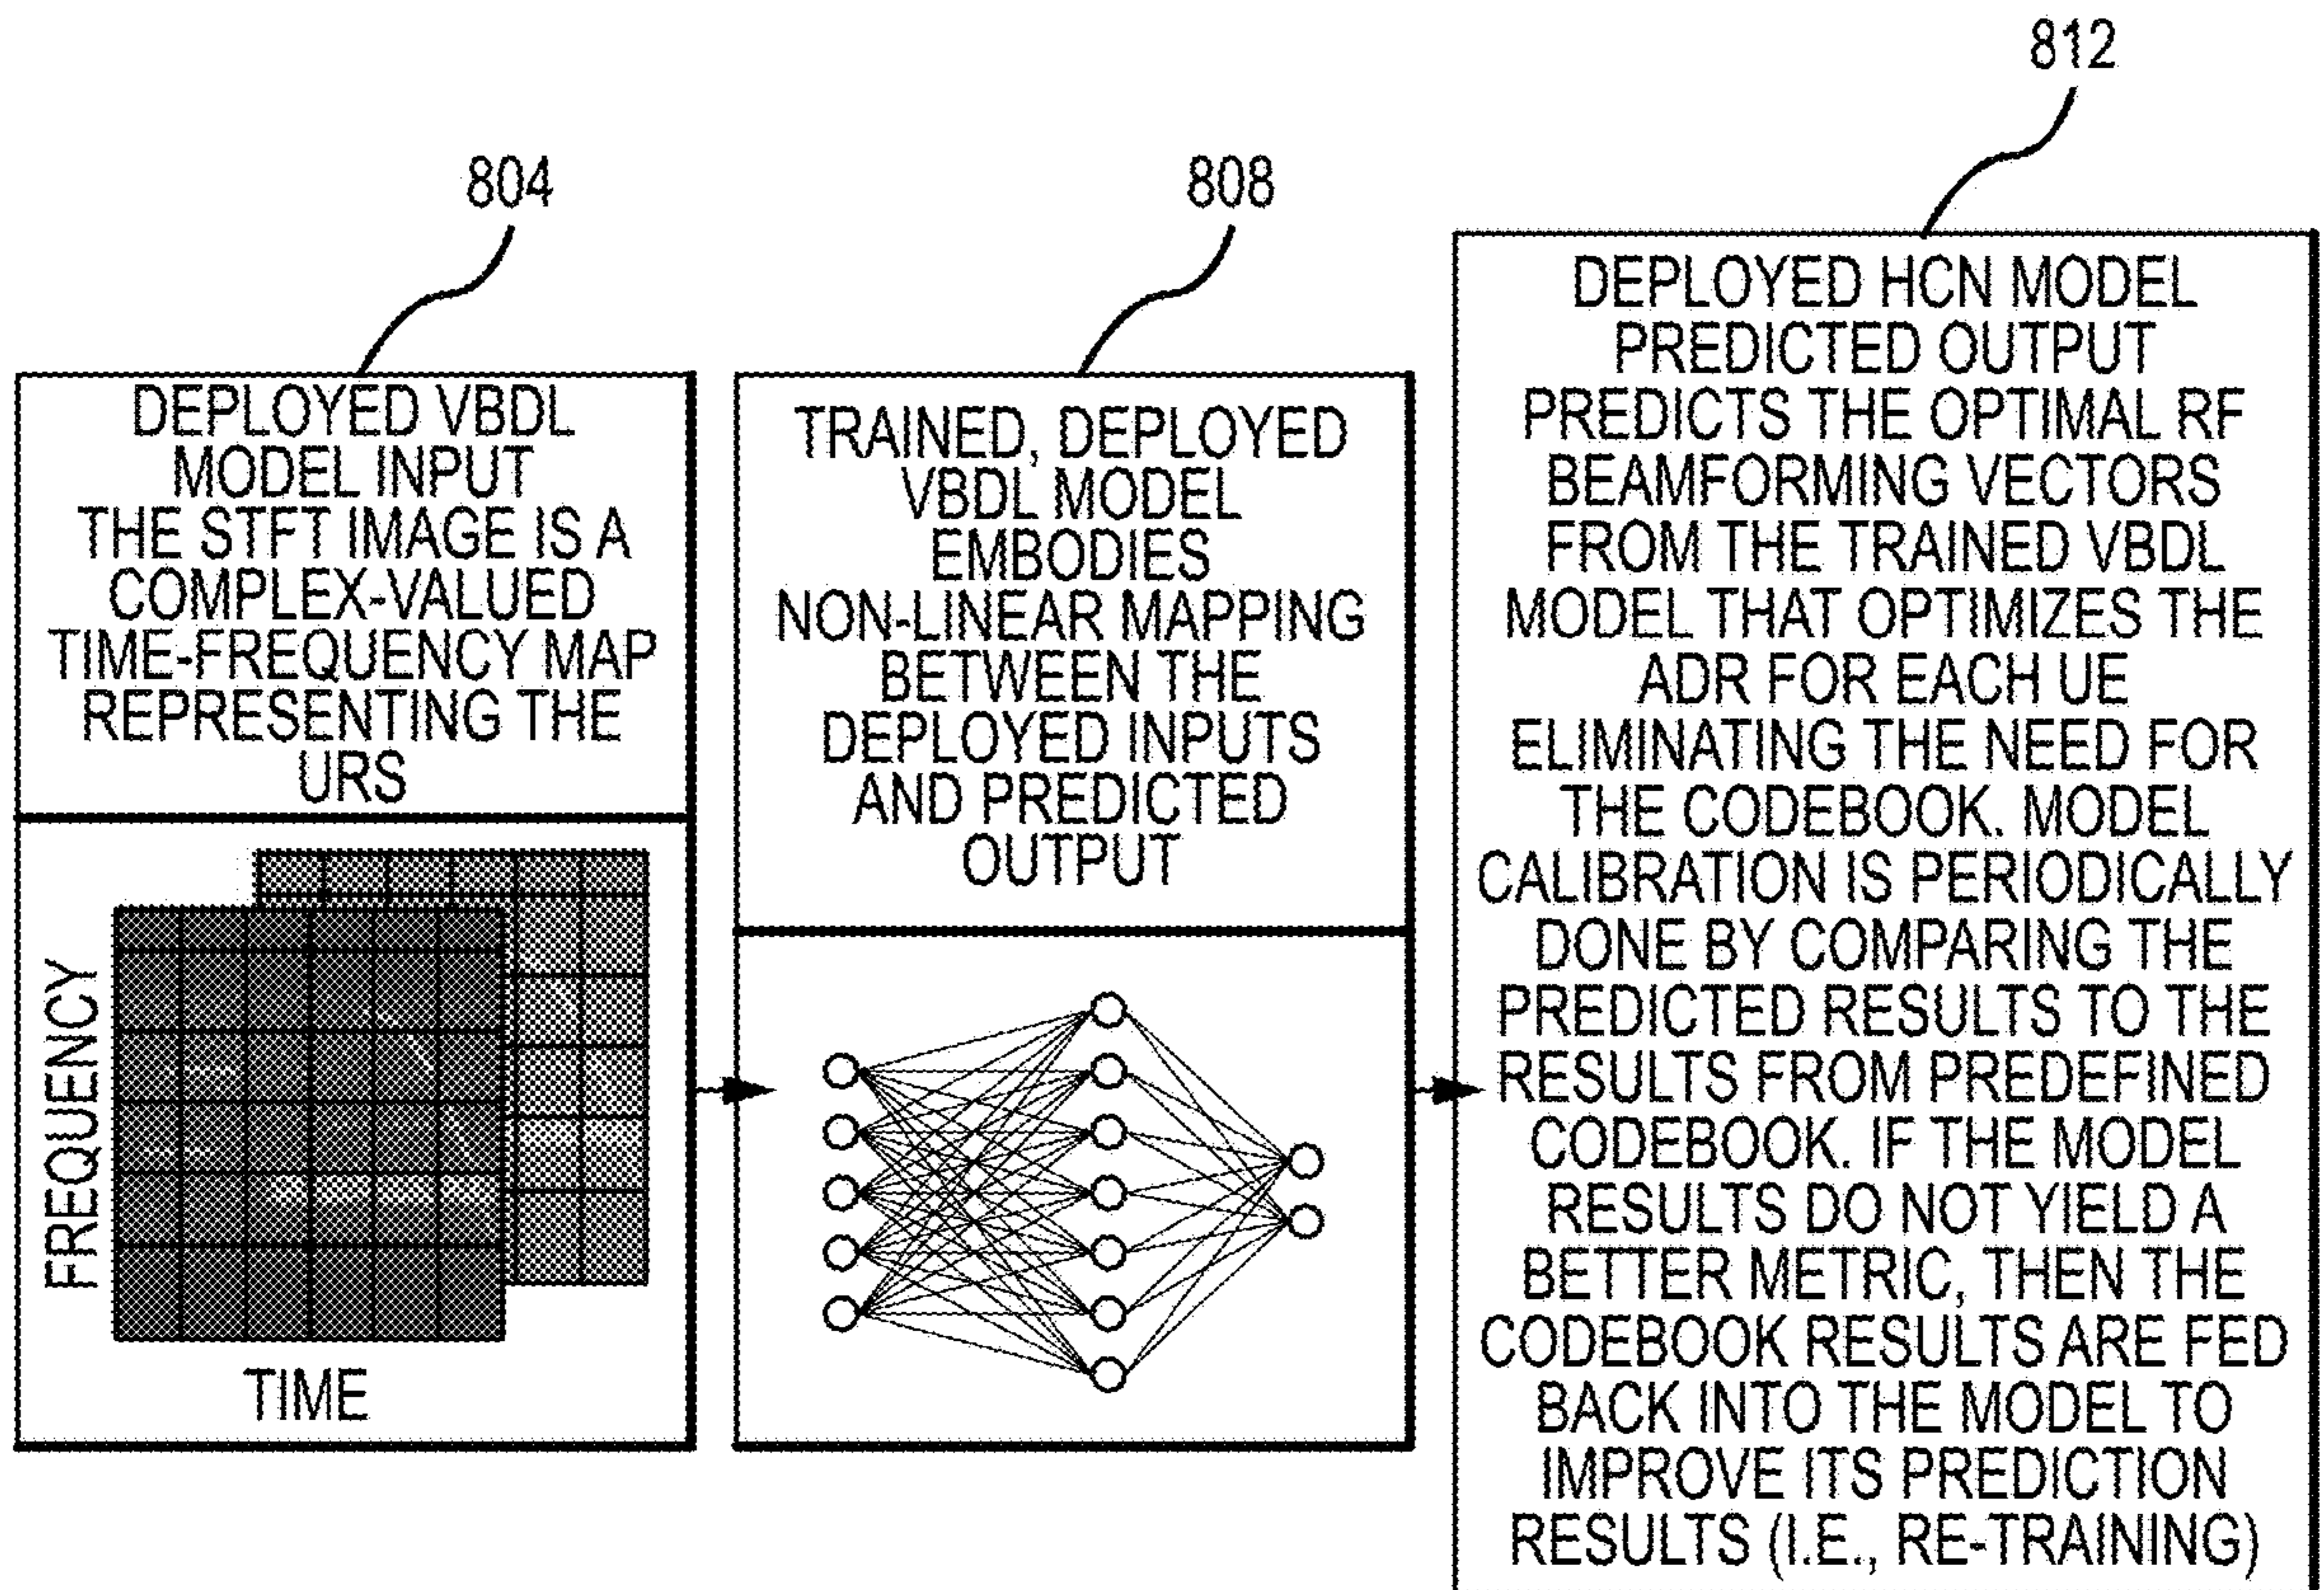 804
DEPLOYED VBDL
MODEL INPUT
THE STFT IMAGE IS A
COMPLEX-VALUED
TIME-FREQUENCY MAP
REPRESENTING THE
URS
FREQUENCY
TIME
808
TRAINED, DEPLOYED
VBDL MODEL
EMBODIES
NON-LINEAR MAPPING
BETWEEN THE
DEPLOYED INPUTS
AND PREDICTED
OUTPUT
812
DEPLOYED HCN MODEL
PREDICTED OUTPUT
PREDICTS THE OPTIMAL RF
BEAMFORMING VECTORS
FROM THE TRAINED VBDL
MODEL THAT OPTIMIZES THE
ADR FOR EACH UE
ELIMINATING THE NEED FOR
THE CODEBOOK. MODEL
CALIBRATION IS PERIODICALLY
DONE BY COMPARING THE
PREDICTED RESULTS TO THE
RESULTS FROM PREDEFINED
CODEBOOK. IF THE MODEL
RESULTS DO NOT YIELD A
BETTER METRIC, THEN THE
CODEBOOK RESULTS ARE FED
BACK INTO THE MODEL TO
IMPROVE ITS PREDICTION
RESULTS (I.E., RE-TRAINING)